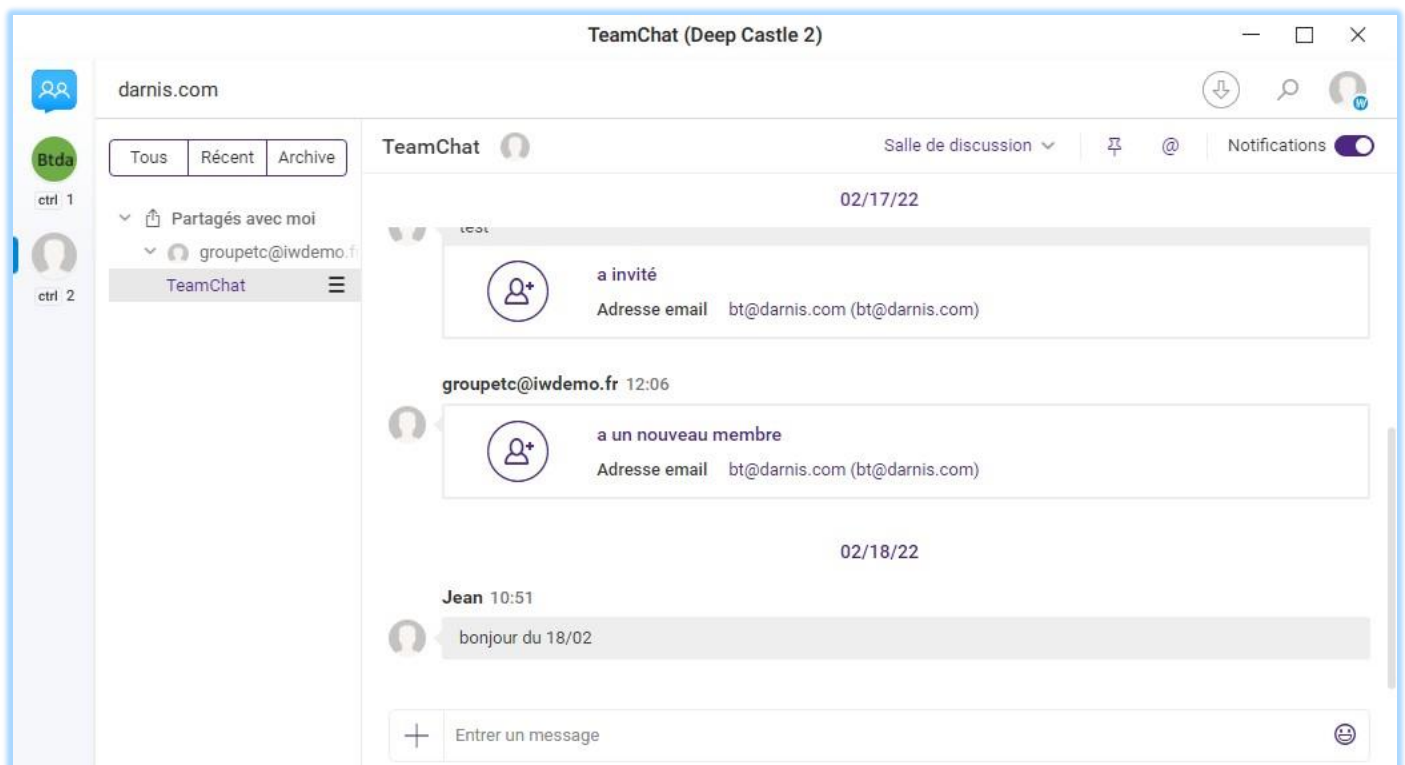 TeamChat (Deep Castle 2)
darnis.com
Btda
ctrl 1
ctrl 2
Tous Récent Archive
Partagés avec moi
groupetc@iwdemo.f
TeamChat
TeamChat Salle de discussion @ Notifications
02/17/22
test
a invité
Adresse email bt@darnis.com (bt@darnis.com)
groupetc@iwdemo.fr 12:06
a un nouveau membre
Adresse email bt@darnis.com (bt@darnis.com)
02/18/22
Jean 10:51
bonjour du 18/02
Entrer un message
W